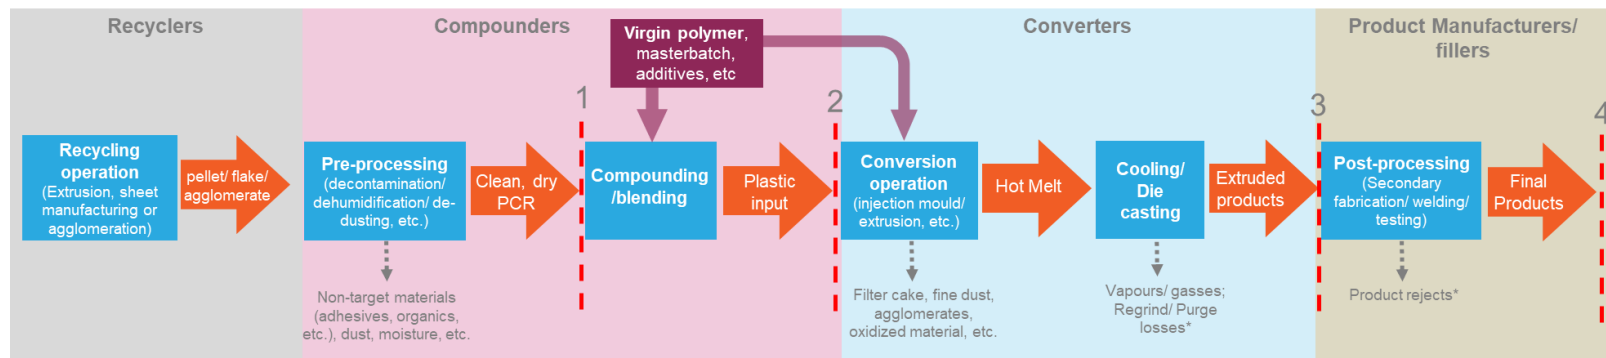 Recyclers
Compounders
Converters
Product Manufacturers/
fillers
Virgin polymer,
masterbatch,
additives, etc
1
2
3
4
Recycling
operation
(Extrusion, sheet
manufacturing or
agglomeration)
pellet/ flake/
agglomerate
Pre-processing
(decontamination/
dehumidification/ de-
dusting, etc.)
Clean, dry
PCR
Compounding
/blending
Plastic
input
Conversion
operation
(injection mould/
extrusion, etc.)
Hot Melt
Cooling/
Die
casting
Extruded
products
Post-processing
(Secondary
fabrication/ welding/
testing)
Final
Products
Non-target materials
(adhesives, organics,
etc.), dust, moisture, etc.
Filter cake, fine dust,
agglomerates,
oxidized material, etc.
Vapours/ gasses;
Regrind/ Purge
losses*
Product rejects*